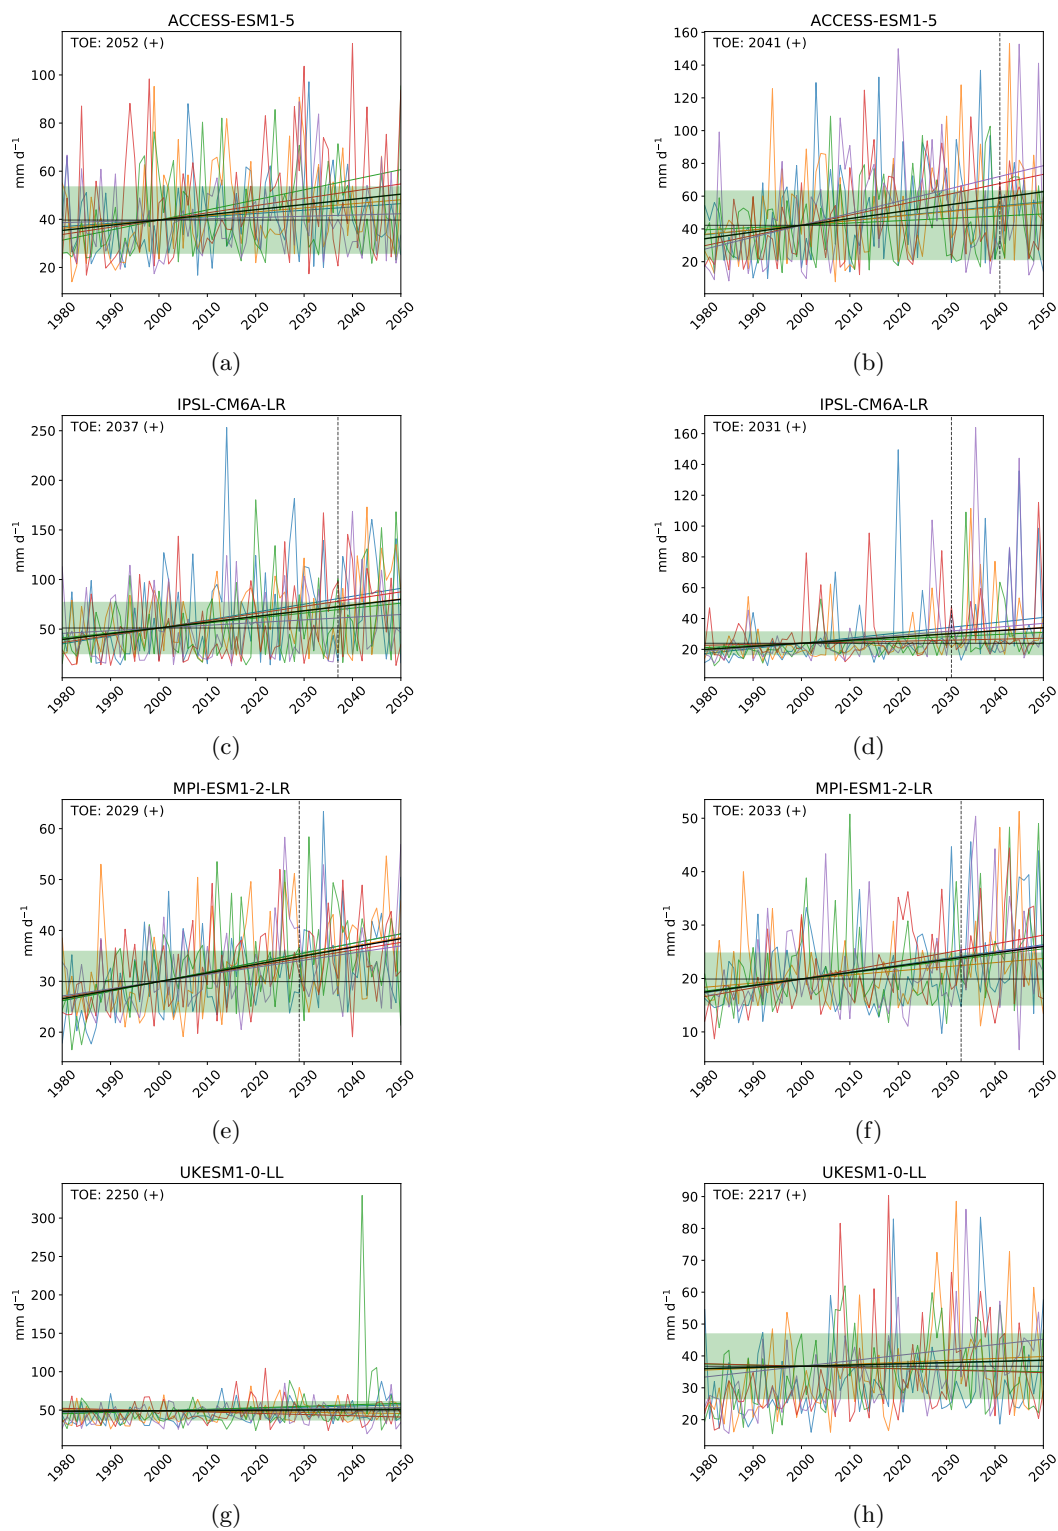 ACCESS-ESM1-5
TOE: 2052 (+)
mm d⁻¹
100
80
60
40
20
1980 1990 2000 2010 2020 2030 2040 2050
(a)
ACCESS-ESM1-5
TOE: 2041 (+)
mm d⁻¹
160
140
120
100
80
60
40
20
1980 1990 2000 2010 2020 2030 2040 2050
(b)
IPSL-CM6A-LR
TOE: 2037 (+)
mm d⁻¹
250
200
150
100
50
1980 1990 2000 2010 2020 2030 2040 2050
(c)
IPSL-CM6A-LR
TOE: 2031 (+)
mm d⁻¹
160
140
120
100
80
60
40
20
1980 1990 2000 2010 2020 2030 2040 2050
(d)
MPI-ESM1-2-LR
TOE: 2029 (+)
mm d⁻¹
60
50
40
30
20
1980 1990 2000 2010 2020 2030 2040 2050
(e)
MPI-ESM1-2-LR
TOE: 2033 (+)
mm d⁻¹
50
40
30
20
10
1980 1990 2000 2010 2020 2030 2040 2050
(f)
UKESM1-0-LL
TOE: 2250 (+)
mm d⁻¹
300
250
200
150
100
50
1980 1990 2000 2010 2020 2030 2040 2050
(g)
UKESM1-0-LL
TOE: 2217 (+)
mm d⁻¹
90
80
70
60
50
40
30
20
1980 1990 2000 2010 2020 2030 2040 2050
(h)